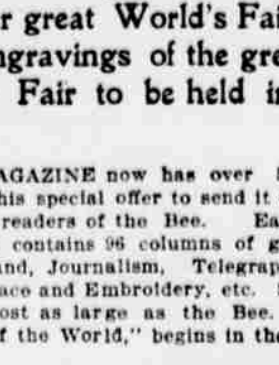 r great World's Fai
ngravings of the gre
Fair to be held i
AGAZINE now has over
his special offer to send it
readers of the Bee. Ea
contains 96 columns of g
nd, Journalism, Telegrap
ace and Embroidery, etc.
ost as large as the Bee.
f the World," begins in the